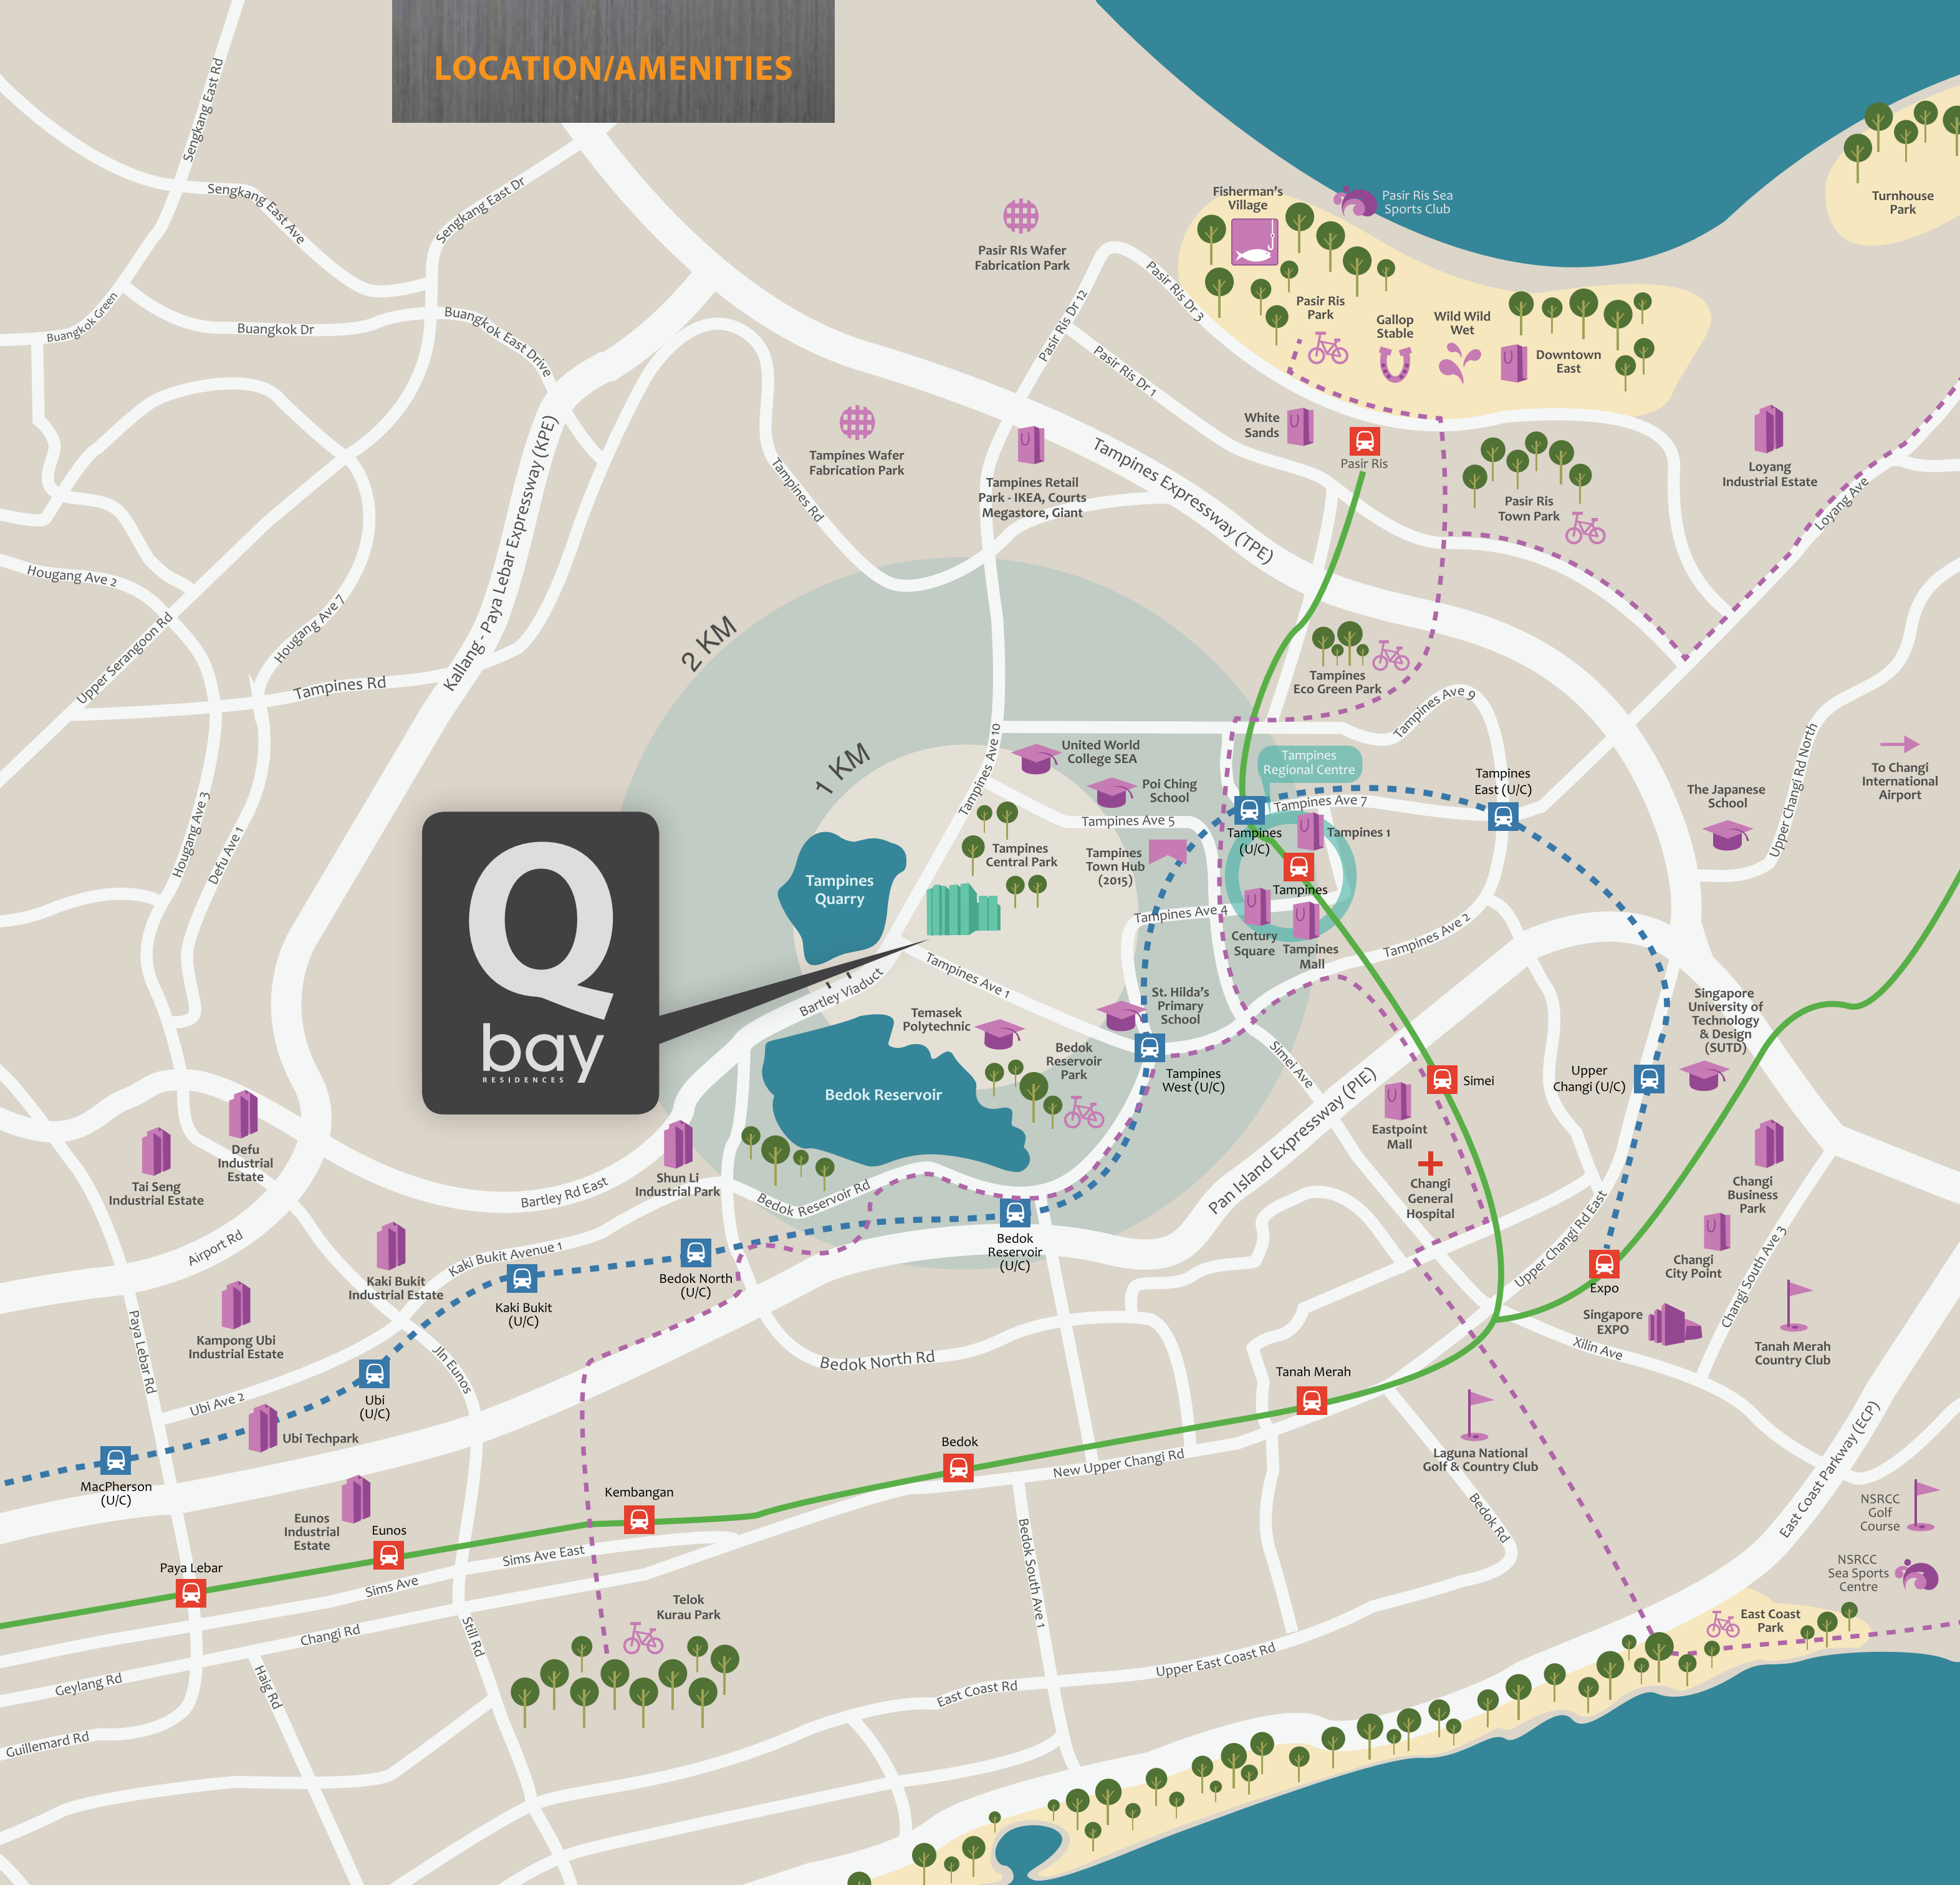 LOCATION/AMENITIES
Sengkang East Rd
Sengkang East Ave
Sengkang East Dr
Buangkok Green
Buangkok Dr
Buangkok East Drive
Fisherman's
Village
Pasir Ris Sea
Sports Club
Turnhouse
Park
Pasir RIs Wafer
Fabrication Park
Pasir Ris Dr 12
Pasir Ris Dr 3
Pasir Ris Dr 1
Pasir Ris
Park
Gallop
Stable
Wild Wild
Wet
Downtown
East
White
Sands
Pasir Ris
Tampines Wafer
Fabrication Park
Tampines Retail
Park - IKEA, Courts
Megastore, Giant
Tampines Rd
Tampines Expressway (TPE)
Pasir Ris
Town Park
Loyang
Industrial Estate
Loyang Ave
Kallang - Paya Lebar Expressway (KPE)
Hougang Ave 2
Upper Serangoon Rd
Hougang Ave 7
Tampines Rd
2 KM
1 KM
Tampines
Eco Green Park
Tampines Ave 9
Tampines Ave 10
United World
College SEA
Poi Ching
School
Tampines
Regional Centre
Tampines
East (U/C)
Tampines Ave 7
Tampines Ave 5
Tampines
(U/C)
Tampines 1
Tampines
Tampines
Town Hub
(2015)
Tampines
Central Park
Tampines
Quarry
The Japanese
School
Upper Changi Rd North
To Changi
International
Airport
Hougang Ave 3
Defu Ave 1
Q
bay
RESIDENCES
Tampines Ave 4
Century
Square
Tampines
Mall
Tampines Ave 2
Tampines Ave 1
Bartley Viaduct
St. Hilda's
Primary
School
Temasek
Polytechnic
Bedok
Reservoir
Park
Bedok Reservoir
Tampines
West (U/C)
Simei Ave
Pan Island Expressway (PIE)
Simei
Eastpoint
Mall
Changi
General
Hospital
Singapore
University of
Technology
& Design
(SUTD)
Upper
Changi (U/C)
Changi
Business
Park
Defu
Industrial
Estate
Tai Seng
Industrial Estate
Shun Li
Industrial Park
Bartley Rd East
Bedok Reservoir Rd
Bedok
Reservoir
(U/C)
Airport Rd
Kaki Bukit
Industrial Estate
Kaki Bukit Avenue 1
Kaki Bukit
(U/C)
Bedok North
(U/C)
Kampong Ubi
Industrial Estate
Upper Changi Rd East
Expo
Changi
City Point
Singapore
EXPO
Changi South Ave 3
Xilin Ave
Tanah Merah
Country Club
Paya Lebar Rd
Jln Eunos
Ubi Ave 2
Ubi
(U/C)
Ubi Techpark
MacPherson
(U/C)
Bedok North Rd
Tanah Merah
Laguna National
Golf & Country Club
Bedok
New Upper Changi Rd
Bedok Rd
East Coast Parkway (ECP)
NSRCC
Golf
Course
NSRCC
Sea Sports
Centre
Eunos
Industrial
Estate
Eunos
Kembangan
Paya Lebar
Sims Ave East
Sims Ave
Changi Rd
Geylang Rd
Guillemard Rd
Haig Rd
Still Rd
Telok
Kurau Park
Bedok South Ave 1
East Coast Rd
Upper East Coast Rd
East Coast
Park